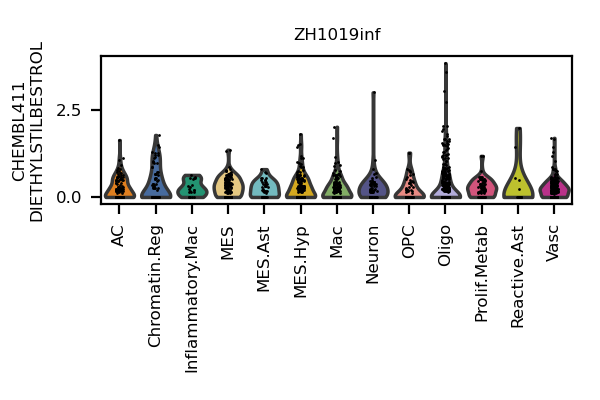 ZH1019inf
CHEMBL411
DIETHYLSTILBESTROL
2.5
0.0
AC
Chromatin.Reg
Inflammatory.Mac
MES
MES.Ast
MES.Hyp
Mac
Neuron
OPC
Oligo
Prolif.Metab
Reactive.Ast
Vasc